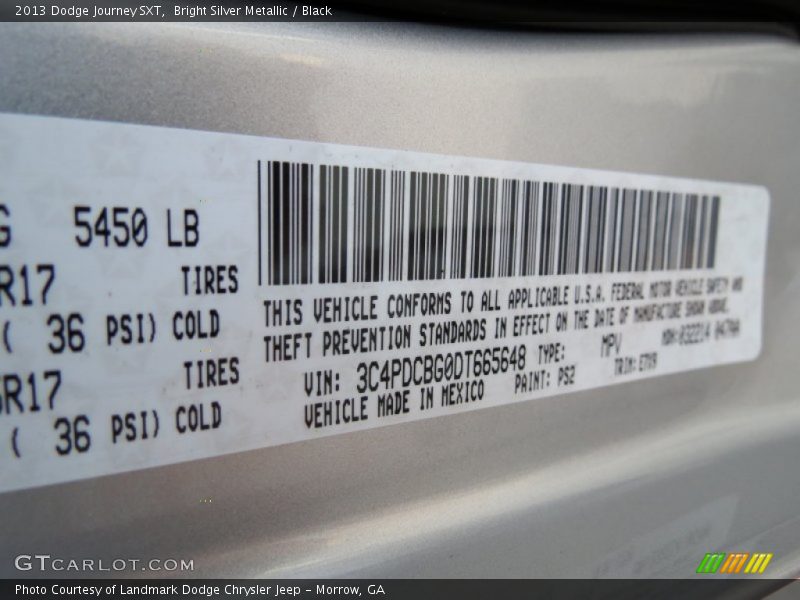 2013 Dodge Journey SXT, Bright Silver Metallic / Black
G 5450 LB
R17 TIRES
( 36 PSI) COLD
R17 TIRES
( 36 PSI) COLD
THIS VEHICLE CONFORMS TO ALL APPLICABLE U.S.A. FEDERAL MOTOR VEHICLE SAFETY AND
THEFT PREVENTION STANDARDS IN EFFECT ON THE DATE OF MANUFACTURE SHOWN ABOVE.
VIN: 3C4PDCBG0DT665648 TYPE: MPV
VEHICLE MADE IN MEXICO PAINT: PS2 TRIM:
GTCARLOT.COM
Photo Courtesy of Landmark Dodge Chrysler Jeep – Morrow, GA